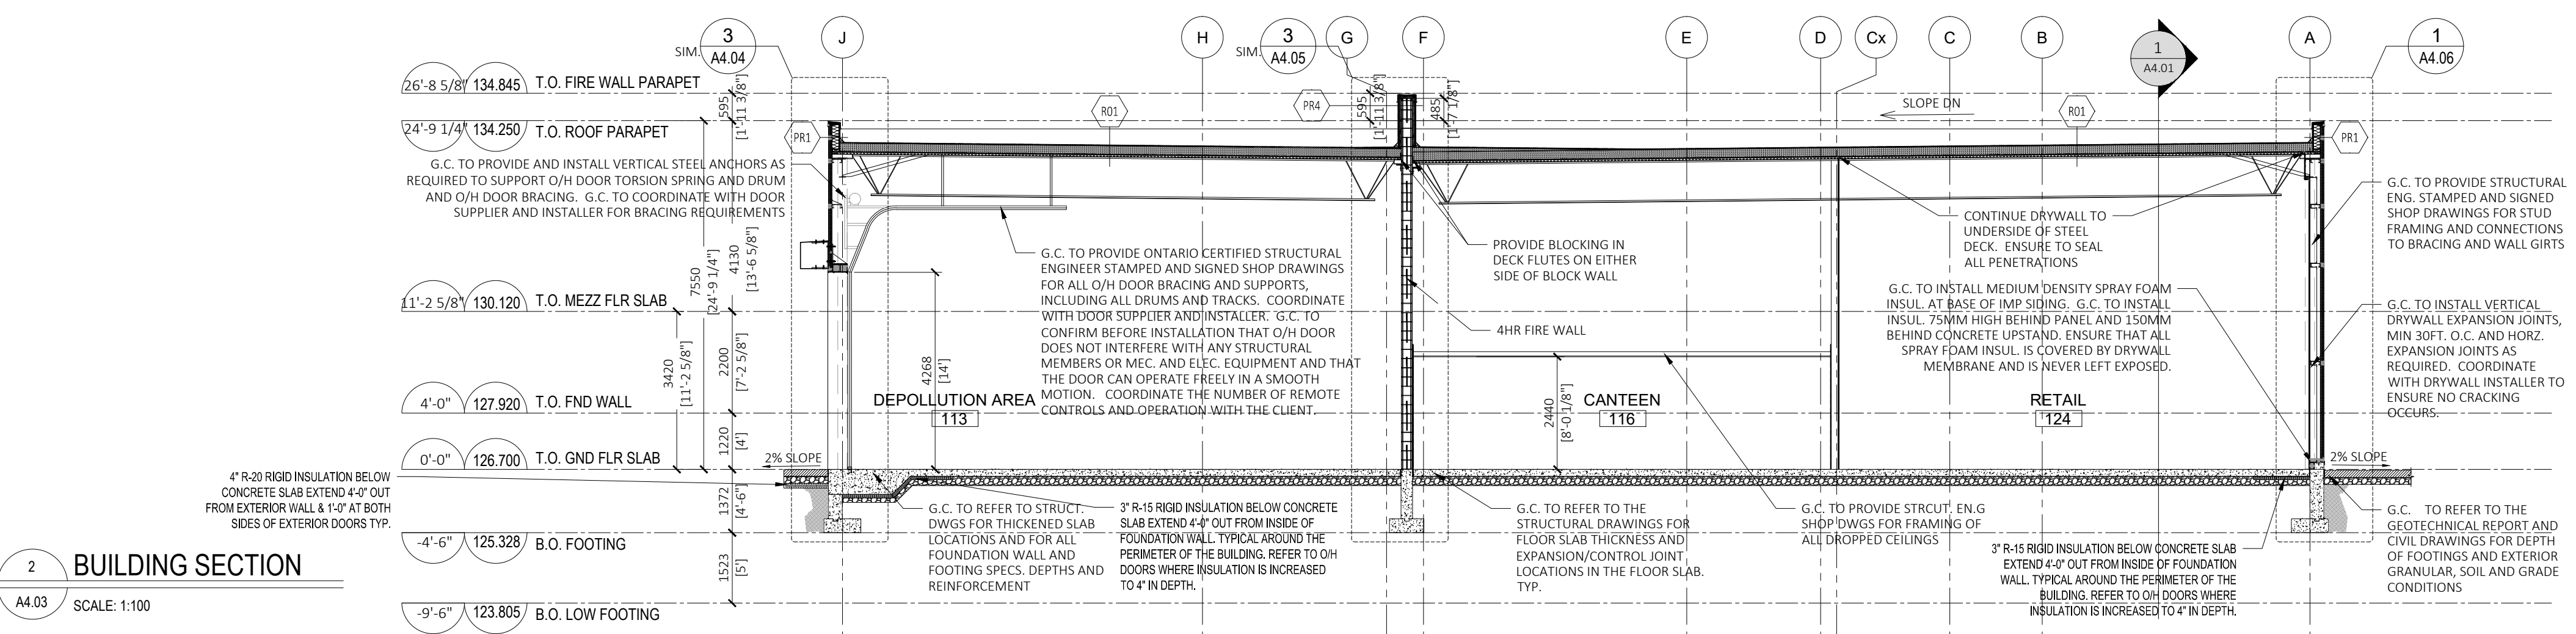 3
A4.04
SIM.
J
H
3
A4.05
SIM.
G
F
E
D
Cx
C
B
1
A4.01
A
1
A4.06
26'-8 5/8" 134.845 T.O. FIRE WALL PARAPET
24'-9 1/4" 134.250 T.O. ROOF PARAPET
11'-2 5/8" 130.120 T.O. MEZZ FLR SLAB
4'-0" 127.920 T.O. FND WALL
0'-0" 126.700 T.O. GND FLR SLAB
-4'-6" 125.328 B.O. FOOTING
-9'-6" 123.805 B.O. LOW FOOTING
595
[1'-11 3/8"]
7550
[24'-9 1/4"]
4130
[13'-6 5/8"]
3420
[11'-2 5/8"]
2200
[7'-2 5/8"]
1220
[4']
1372
[4'-6"]
1523
[5']
PR1
R01
PR4
595
[1'-11 3/8"]
485
[1'-7 1/8"]
SLOPE DN
R01
PR1
G.C. TO PROVIDE AND INSTALL VERTICAL STEEL ANCHORS AS
REQUIRED TO SUPPORT O/H DOOR TORSION SPRING AND DRUM
AND O/H DOOR BRACING. G.C. TO COORDINATE WITH DOOR
SUPPLIER AND INSTALLER FOR BRACING REQUIREMENTS
G.C. TO PROVIDE ONTARIO CERTIFIED STRUCTURAL
ENGINEER STAMPED AND SIGNED SHOP DRAWINGS
FOR ALL O/H DOOR BRACING AND SUPPORTS,
INCLUDING ALL DRUMS AND TRACKS. COORDINATE
WITH DOOR SUPPLIER AND INSTALLER. G.C. TO
CONFIRM BEFORE INSTALLATION THAT O/H DOOR
DOES NOT INTERFERE WITH ANY STRUCTURAL
MEMBERS OR MEC. AND ELEC. EQUIPMENT AND THAT
THE DOOR CAN OPERATE FREELY IN A SMOOTH
MOTION. COORDINATE THE NUMBER OF REMOTE
CONTROLS AND OPERATION WITH THE CLIENT.
4268
[14']
DEPOLLUTION AREA
113
PROVIDE BLOCKING IN
DECK FLUTES ON EITHER
SIDE OF BLOCK WALL
4HR FIRE WALL
2440
[8'-0 1/8"]
CANTEEN
116
CONTINUE DRYWALL TO
UNDERSIDE OF STEEL
DECK. ENSURE TO SEAL
ALL PENETRATIONS
G.C. TO INSTALL MEDIUM DENSITY SPRAY FOAM
INSUL. AT BASE OF IMP SIDING. G.C. TO INSTALL
INSUL. 75MM HIGH BEHIND PANEL AND 150MM
BEHIND CONCRETE UPSTAND. ENSURE THAT ALL
SPRAY FOAM INSUL. IS COVERED BY DRYWALL
MEMBRANE AND IS NEVER LEFT EXPOSED.
RETAIL
124
G.C. TO PROVIDE STRUCTURAL
ENG. STAMPED AND SIGNED
SHOP DRAWINGS FOR STUD
FRAMING AND CONNECTIONS
TO BRACING AND WALL GIRTS
G.C. TO INSTALL VERTICAL
DRYWALL EXPANSION JOINTS,
MIN 30FT. O.C. AND HORZ.
EXPANSION JOINTS AS
REQUIRED. COORDINATE
WITH DRYWALL INSTALLER TO
ENSURE NO CRACKING
OCCURS.
2% SLOPE
2% SLOPE
4" R-20 RIGID INSULATION BELOW
CONCRETE SLAB EXTEND 4'-0" OUT
FROM EXTERIOR WALL & 1'-0" AT BOTH
SIDES OF EXTERIOR DOORS TYP.
G.C. TO REFER TO STRUCT.
DWGS FOR THICKENED SLAB
LOCATIONS AND FOR ALL
FOUNDATION WALL AND
FOOTING SPECS. DEPTHS AND
REINFORCEMENT
3" R-15 RIGID INSULATION BELOW CONCRETE
SLAB EXTEND 4'-0" OUT FROM INSIDE OF
FOUNDATION WALL. TYPICAL AROUND THE
PERIMETER OF THE BUILDING. REFER TO O/H
DOORS WHERE INSULATION IS INCREASED
TO 4" IN DEPTH.
G.C. TO REFER TO THE
STRUCTURAL DRAWINGS FOR
FLOOR SLAB THICKNESS AND
EXPANSION/CONTROL JOINT
LOCATIONS IN THE FLOOR SLAB.
TYP.
G.C. TO PROVIDE STRCUT. EN.G
SHOP DWGS FOR FRAMING OF
ALL DROPPED CEILINGS
3" R-15 RIGID INSULATION BELOW CONCRETE SLAB
EXTEND 4'-0" OUT FROM INSIDE OF FOUNDATION
WALL. TYPICAL AROUND THE PERIMETER OF THE
BUILDING. REFER TO O/H DOORS WHERE
INSULATION IS INCREASED TO 4" IN DEPTH.
G.C. TO REFER TO THE
GEOTECHNICAL REPORT AND
CIVIL DRAWINGS FOR DEPTH
OF FOOTINGS AND EXTERIOR
GRANULAR, SOIL AND GRADE
CONDITIONS
2
A4.03
BUILDING SECTION
SCALE: 1:100